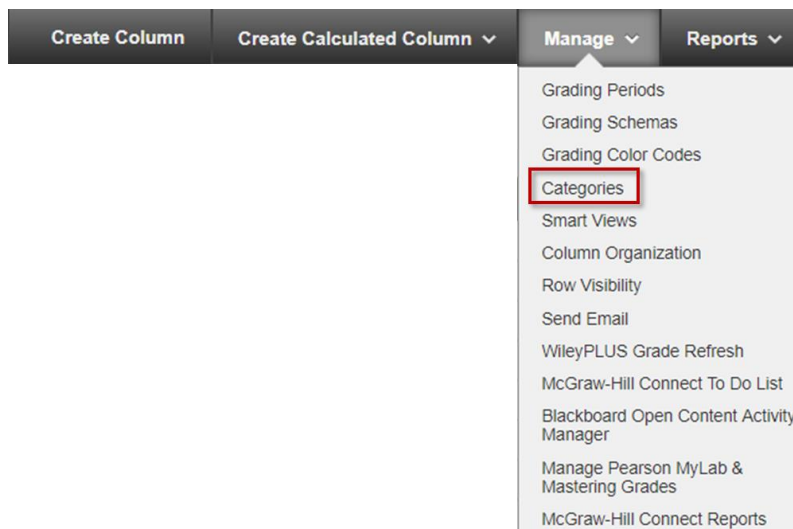 Create Column Create Calculated Column Manage Reports
Grading Periods
Grading Schemas
Grading Color Codes
Categories
Smart Views
Column Organization
Row Visibility
Send Email
WileyPLUS Grade Refresh
McGraw-Hill Connect To Do List
Blackboard Open Content Activity
Manager
Manage Pearson MyLab &
Mastering Grades
McGraw-Hill Connect Reports